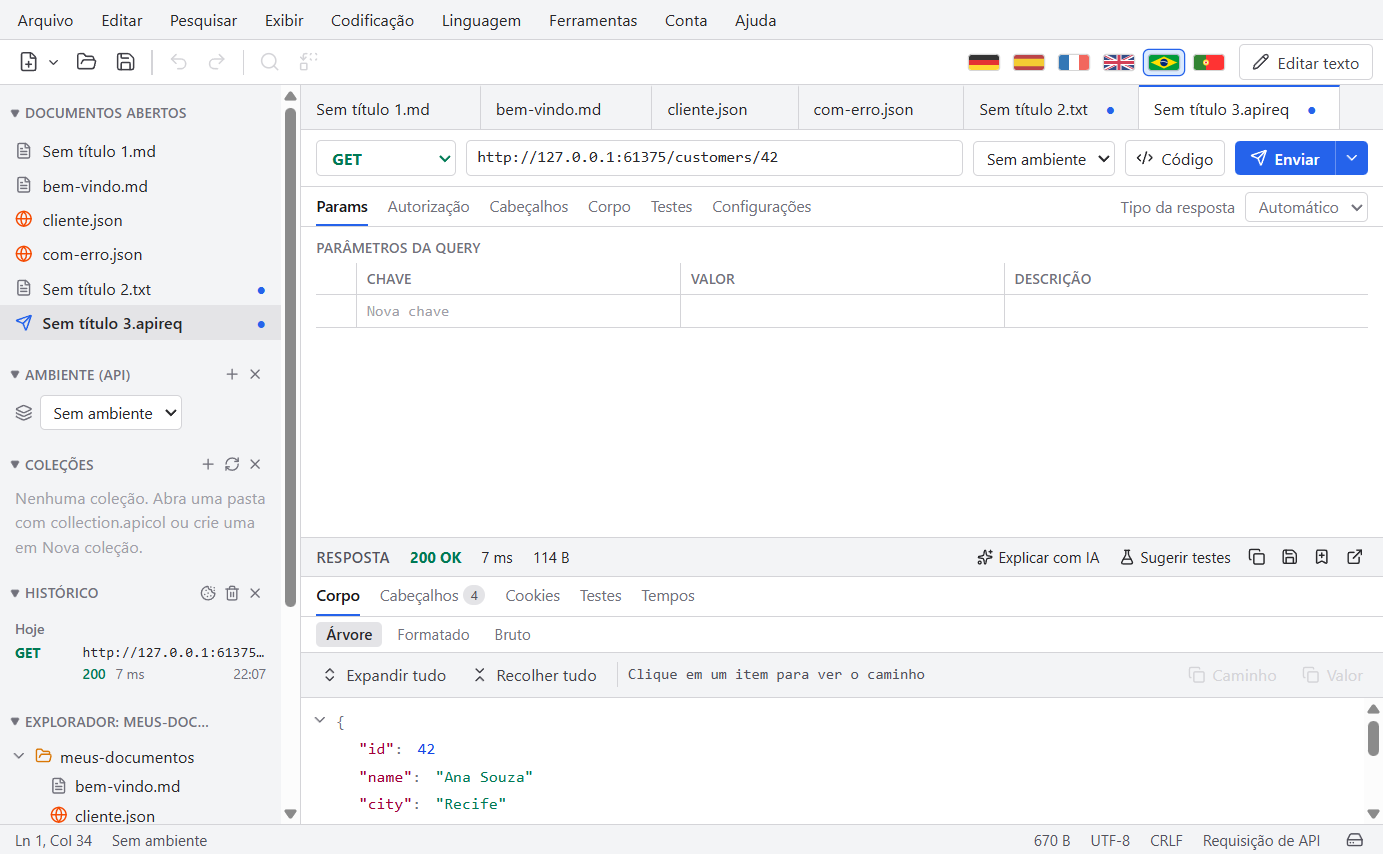 Arquivo Editar Pesquisar Exibir Codificação Linguagem Ferramentas Conta Ajuda
Editar texto
DOCUMENTOS ABERTOS
Sem título 1.md
bem-vindo.md
cliente.json
com-erro.json
Sem título 2.txt
Sem título 3.apireq
AMBIENTE (API)
Sem ambiente
COLEÇÕES
Nenhuma coleção. Abra uma pasta
com collection.apicol ou crie uma
em Nova coleção.
HISTÓRICO
Hoje
GET http://127.0.0.1:61375…
200 7 ms 22:07
EXPLORADOR: MEUS-DOC...
meus-documentos
bem-vindo.md
cliente.json
Sem título 1.md bem-vindo.md cliente.json com-erro.json Sem título 2.txt Sem título 3.apireq
GET http://127.0.0.1:61375/customers/42 Sem ambiente Código Enviar
Params Autorização Cabeçalhos Corpo Testes Configurações Tipo da resposta Automático
PARÂMETROS DA QUERY
CHAVE VALOR DESCRIÇÃO
Nova chave
RESPOSTA 200 OK 7 ms 114 B Explicar com IA Sugerir testes
Corpo Cabeçalhos 4 Cookies Testes Tempos
Árvore Formatado Bruto
Expandir tudo Recolher tudo Clique em um item para ver o caminho Caminho Valor
{
"id": 42
"name": "Ana Souza"
"city": "Recife"
Ln 1, Col 34 Sem ambiente 670 B UTF-8 CRLF Requisição de API